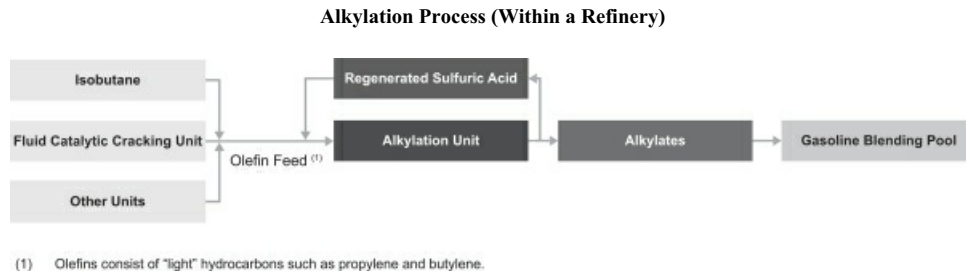 Alkylation Process (Within a Refinery)
Isobutane
Regenerated Sulfuric Acid
Fluid Catalytic Cracking Unit
Olefin Feed (1)
Alkylation Unit
Alkylates
Gasoline Blending Pool
Other Units
(1) Olefins consist of "light" hydrocarbons such as propylene and butylene.